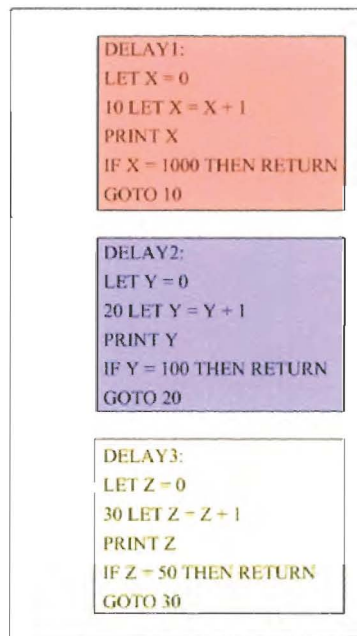 DELAY1:
LET X = 0
10 LET X = X + 1
PRINT X
IF X = 1000 THEN RETURN
GOTO 10
DELAY2:
LET Y = 0
20 LET Y = Y + 1
PRINT Y
IF Y = 100 THEN RETURN
GOTO 20
DELAY3:
LET Z = 0
30 LET Z = Z + 1
PRINT Z
IF Z = 50 THEN RETURN
GOTO 30